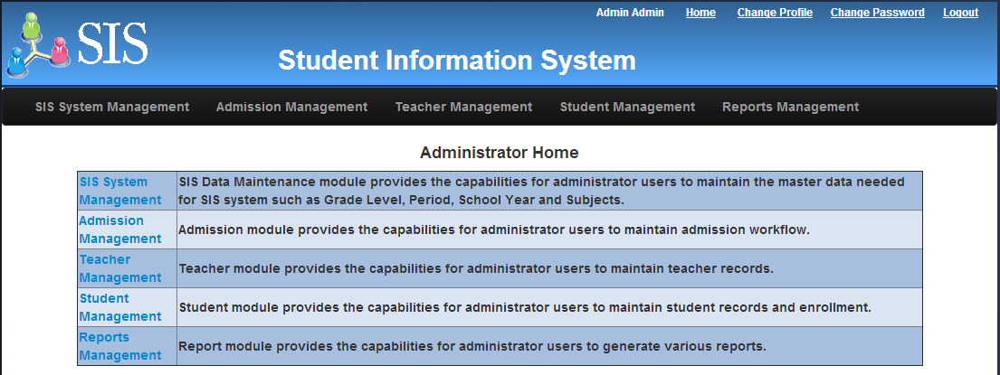 Admin Admin Home Change Profile Change Password Logout
SIS
Student Information System
SIS System Management Admission Management Teacher Management Student Management Reports Management
Administrator Home
SIS System
Management
SIS Data Maintenance module provides the capabilities for administrator users to maintain the master data needed
for SIS system such as Grade Level, Period, School Year and Subjects.
Admission
Management
Admission module provides the capabilities for administrator users to maintain admission workflow.
Teacher
Management
Teacher module provides the capabilities for administrator users to maintain teacher records.
Student
Management
Student module provides the capabilities for administrator users to maintain student records and enrollment.
Reports
Management
Report module provides the capabilities for administrator users to generate various reports.